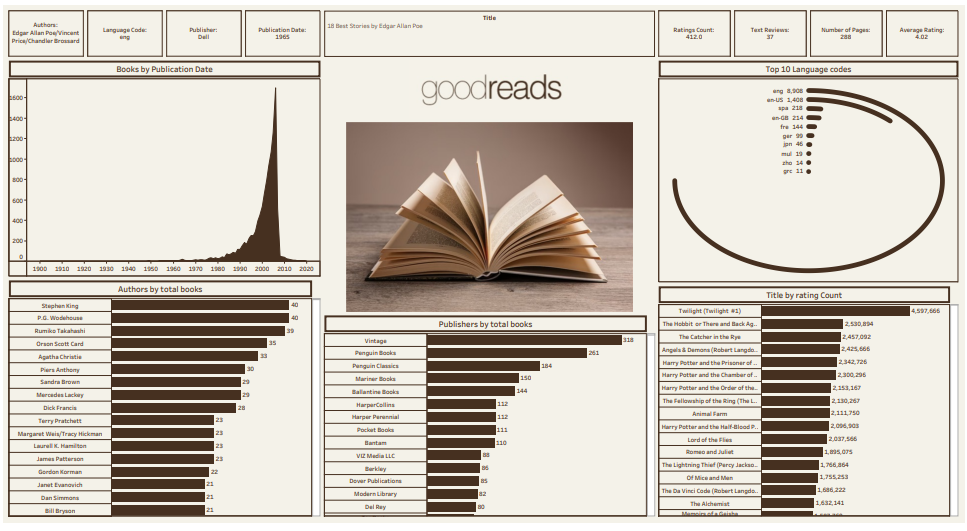 Authors:
Edgar Allan Poe/Vincent
Price/Chandler Brossard
Language Code:
eng
Publisher:
Dell
Publication Date:
1965
Title
18 Best Stories by Edgar Allan Poe
Ratings Count:
412.0
Text Reviews:
37
Number of Pages:
288
Average Rating:
4.02
Books by Publication Date
1600
1400
1200
1000
800
600
400
200
0
1900 1910 1920 1930 1940 1950 1960 1970 1980 1990 2000 2010 2020
goodreads
Top 10 Language codes
eng 8,908
en-US 1,408
spa 218
en-GB 214
fre 144
ger 99
jpn 46
mul 19
zho 14
grc 11
Authors by total books
Stephen King 40
P.G. Wodehouse 40
Rumiko Takahashi 39
Orson Scott Card 35
Agatha Christie 33
Piers Anthony 30
Sandra Brown 29
Mercedes Lackey 29
Dick Francis 28
Terry Pratchett 23
Margaret Weis/Tracy Hickman 23
Laurell K. Hamilton 23
James Patterson 23
Gordon Korman 22
Janet Evanovich 21
Dan Simmons 21
Bill Bryson 21
Publishers by total books
Vintage 318
Penguin Books 261
Penguin Classics 184
Mariner Books 150
Ballantine Books 144
HarperCollins 112
Harper Perennial 112
Pocket Books 111
Bantam 110
VIZ Media LLC 88
Berkley 86
Dover Publications 85
Modern Library 82
Del Rey 80
Title by rating Count
Twilight (Twilight #1) 4,597,666
The Hobbit or There and Back Ag.. 2,530,894
The Catcher in the Rye 2,457,092
Angels & Demons (Robert Langdo.. 2,425,666
Harry Potter and the Prisoner of .. 2,342,726
Harry Potter and the Chamber of .. 2,300,296
Harry Potter and the Order of the.. 2,153,167
The Fellowship of the Ring (The L.. 2,130,267
Animal Farm 2,111,750
Harry Potter and the Half-Blood P.. 2,096,903
Lord of the Flies 2,037,566
Romeo and Juliet 1,895,075
The Lightning Thief (Percy Jackso.. 1,766,864
Of Mice and Men 1,755,253
The Da Vinci Code (Robert Langdo.. 1,686,222
The Alchemist 1,632,141
Memoirs of a Geisha